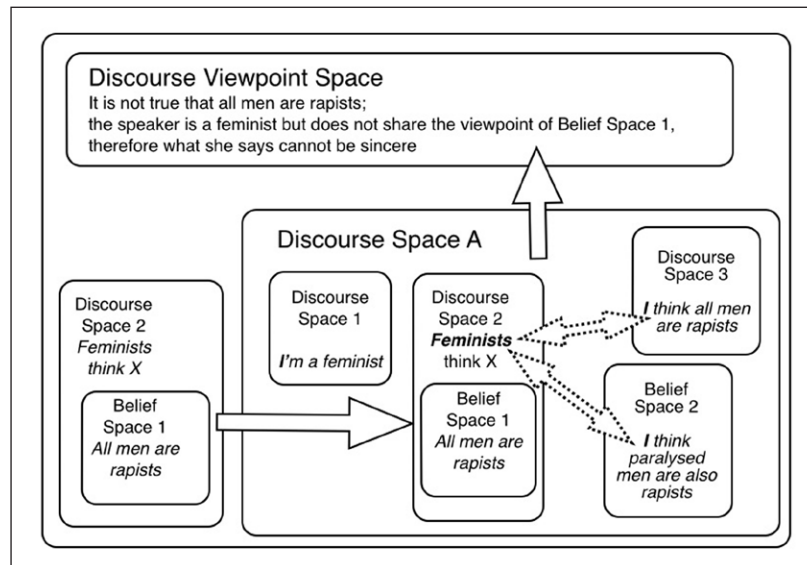 Discourse Viewpoint Space
It is not true that all men are rapists;
the speaker is a feminist but does not share the viewpoint of Belief Space 1,
therefore what she says cannot be sincere
Discourse Space A
Discourse
Space 2
Feminists
think X
Belief
Space 1
All men are
rapists
Discourse
Space 1
I'm a feminist
Discourse
Space 2
Feminists
think X
Belief
Space 1
All men are
rapists
Discourse
Space 3
I think all men
are rapists
Belief
Space 2
I think
paralysed
men are also
rapists